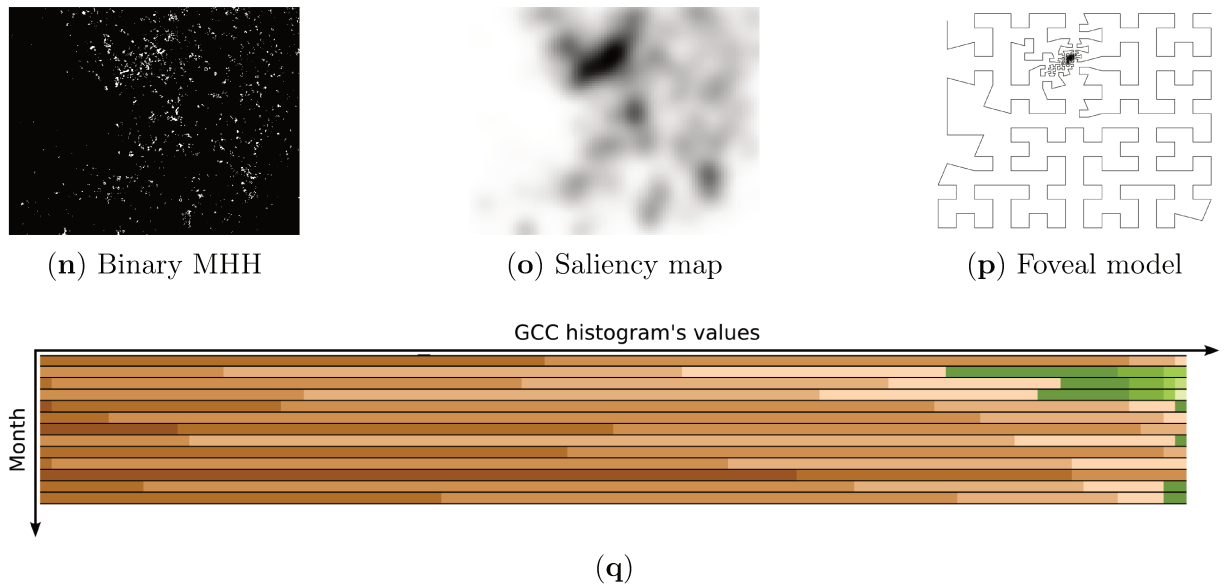 (n) Binary MHH
(o) Saliency map
(p) Foveal model
GCC histogram's values
Month
(q)